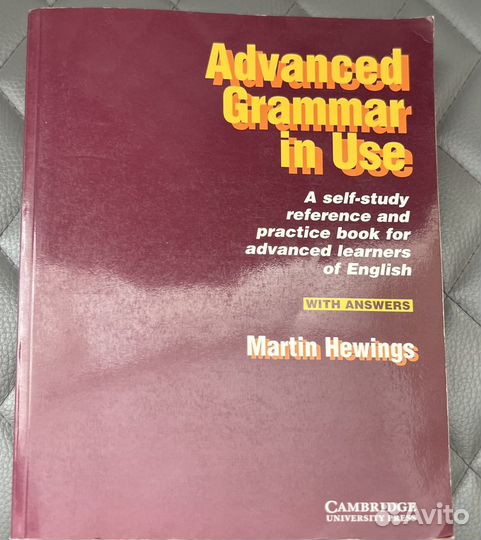 Advanced
Grammar
in Use
A self-study
reference and
practice book for
advanced learners
of English
WITH ANSWERS
Martin Hewings
CAMBRIDGE
UNIVERSITY PRESS
Avito